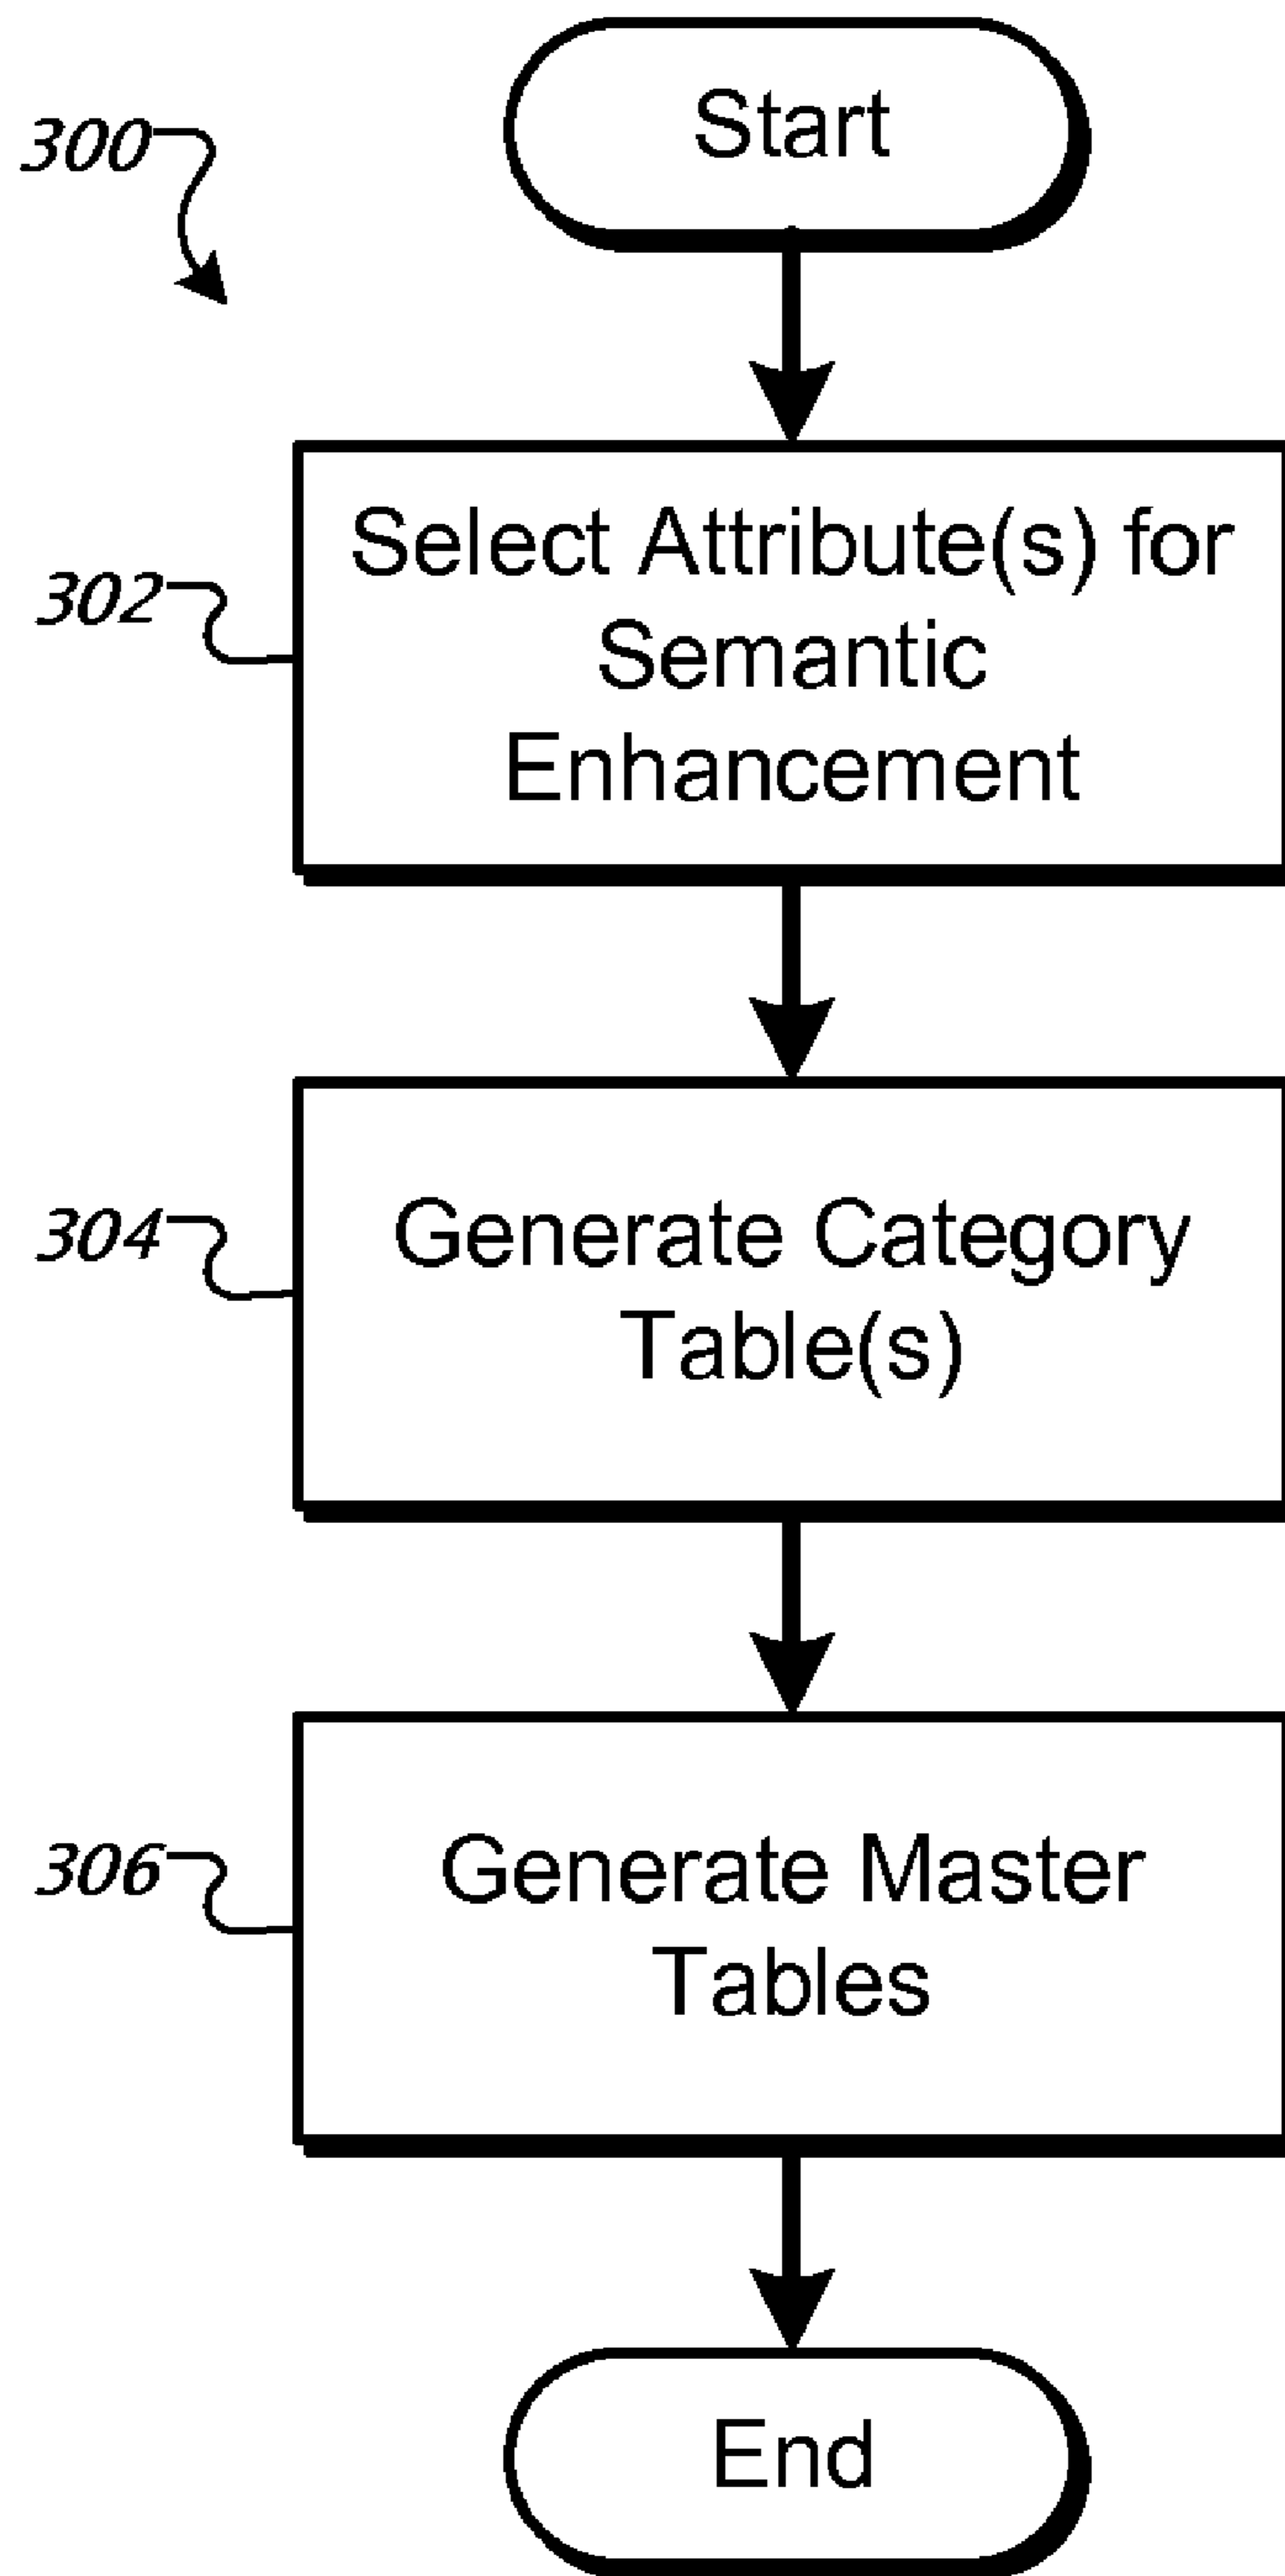 300
Start
302
Select Attribute(s) for
Semantic
Enhancement
304
Generate Category
Table(s)
306
Generate Master
Tables
End